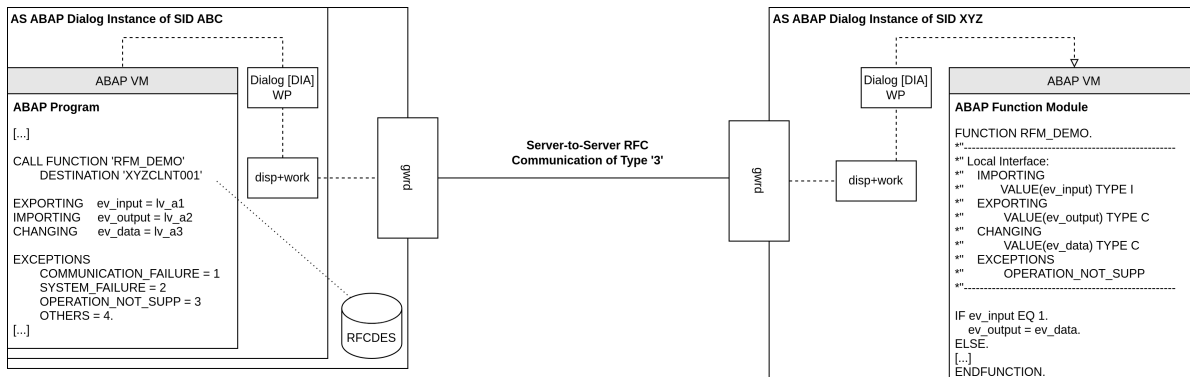 AS ABAP Dialog Instance of SID ABC
ABAP VM
Dialog [DIA]
WP
ABAP Program
[...]
CALL FUNCTION 'RFM_DEMO'
DESTINATION 'XYZCLNT001'
EXPORTING ev_input = lv_a1
IMPORTING ev_output = lv_a2
CHANGING ev_data = lv_a3
EXCEPTIONS
COMMUNICATION_FAILURE = 1
SYSTEM_FAILURE = 2
OPERATION_NOT_SUPP = 3
OTHERS = 4.
[...]
disp+work
gwrd
RFCDES
Server-to-Server RFC
Communication of Type '3'
AS ABAP Dialog Instance of SID XYZ
gwrd
Dialog [DIA]
WP
disp+work
ABAP VM
ABAP Function Module
FUNCTION RFM_DEMO.
*"------------------------------------------------------
*" Local Interface:
*" IMPORTING
*" VALUE(ev_input) TYPE I
*" EXPORTING
*" VALUE(ev_output) TYPE C
*" CHANGING
*" VALUE(ev_data) TYPE C
*" EXCEPTIONS
*" OPERATION_NOT_SUPP
*"------------------------------------------------------
IF ev_input EQ 1.
ev_output = ev_data.
ELSE.
[...]
ENDFUNCTION.